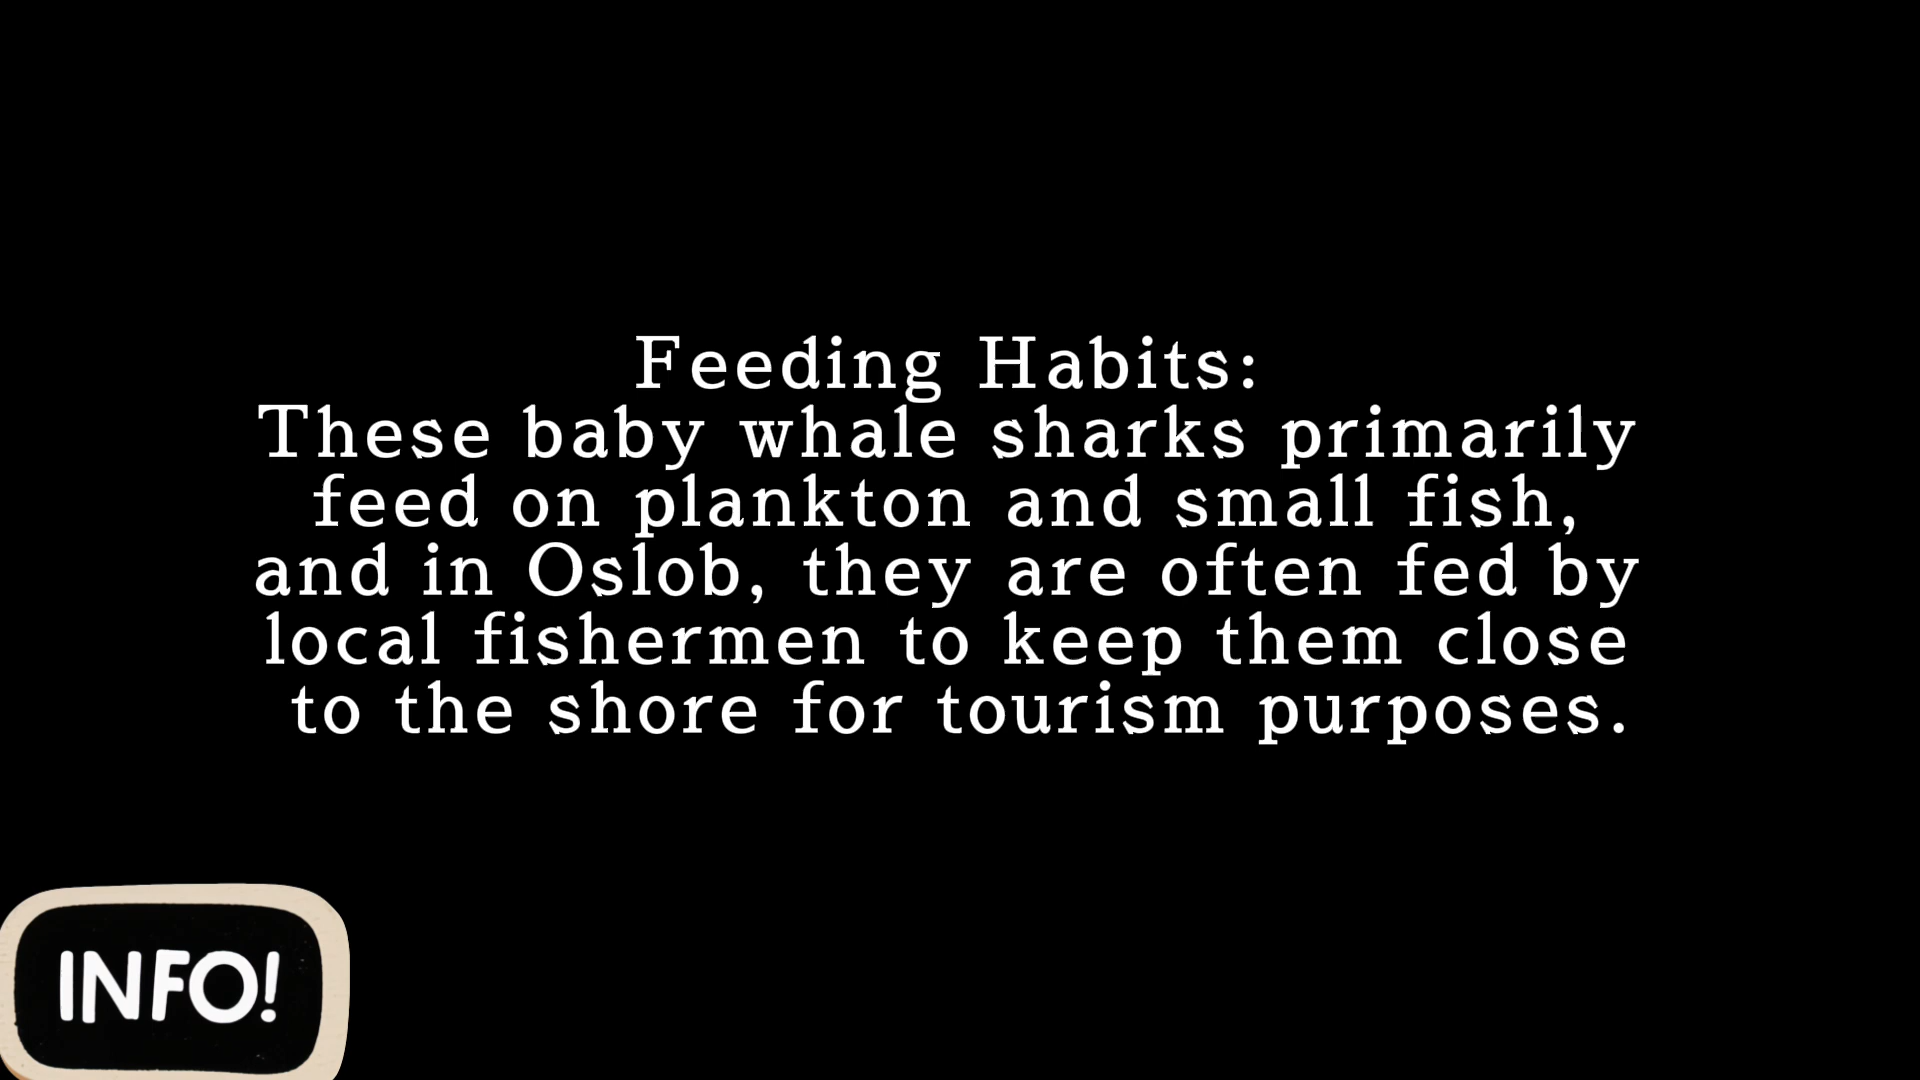 Feeding Habits:
These baby whale sharks primarily
feed on plankton and small fish,
and in Oslob, they are often fed by
local fishermen to keep them close
to the shore for tourism purposes.
INFO!